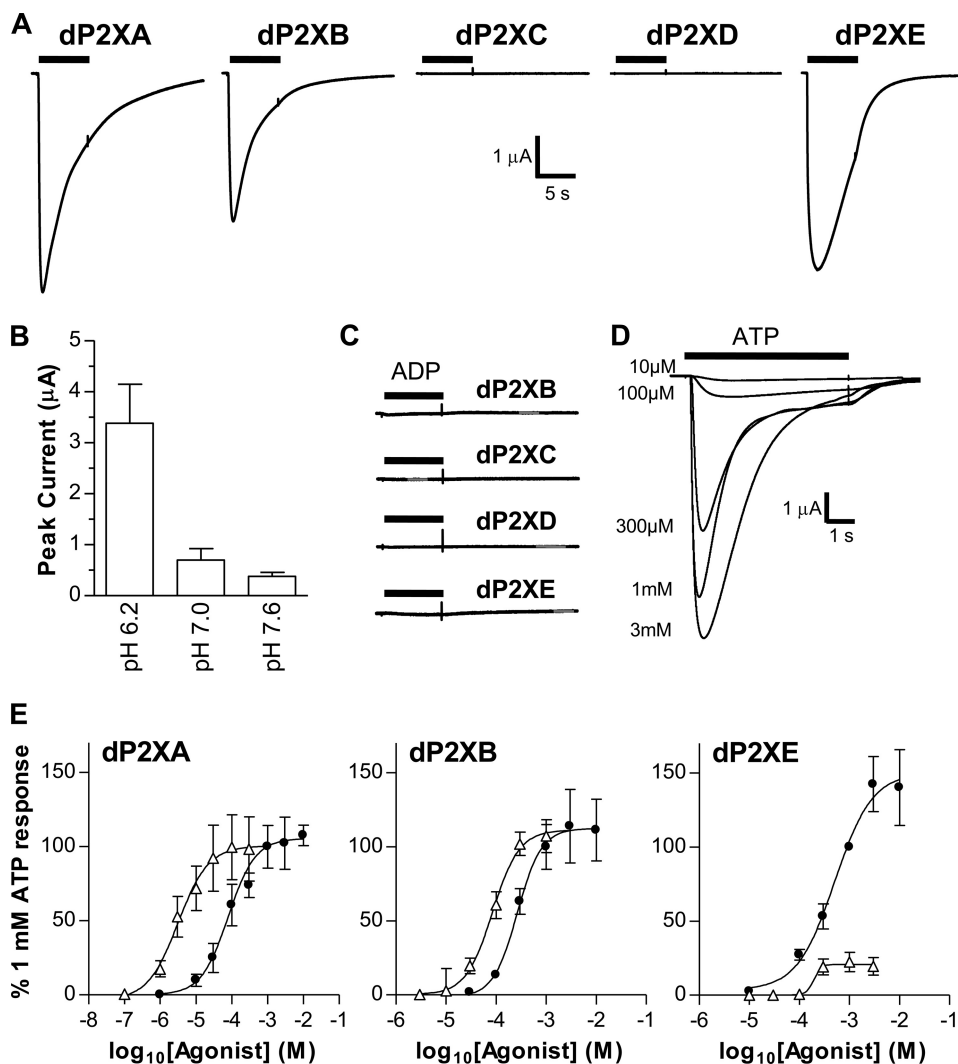 A
dP2XA dP2XB dP2XC dP2XD dP2XE
1 μA
5 s
B
Peak Current (μA)
5
4
3
2
1
0
pH 6.2
pH 7.0
pH 7.6
C
ADP
dP2XB
dP2XC
dP2XD
dP2XE
D
ATP
10μM
100μM
300μM
1mM
3mM
1 μA
1 s
E
% 1 mM ATP response
dP2XA
150
100
50
0
-8 -7 -6 -5 -4 -3 -2 -1
log10[Agonist] (M)
dP2XB
150
100
50
0
-6 -5 -4 -3 -2 -1
log10[Agonist] (M)
dP2XE
150
100
50
0
-6 -5 -4 -3 -2 -1
log10[Agonist] (M)